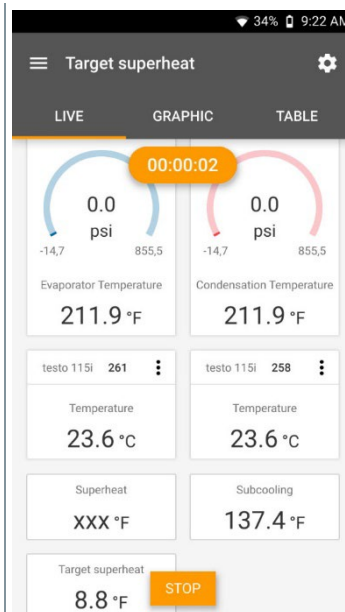 34% 9:22 AM
Target superheat
LIVE GRAPHIC TABLE
00:00:02
0.0 0.0
psi psi
-14,7 855,5 -14,7 855,5
Evaporator Temperature Condensation Temperature
211.9 °F 211.9 °F
testo 115i 261 testo 115i 258
Temperature Temperature
23.6 °C 23.6 °C
Superheat Subcooling
xxx °F 137.4 °F
Target superheat
8.8 °F STOP